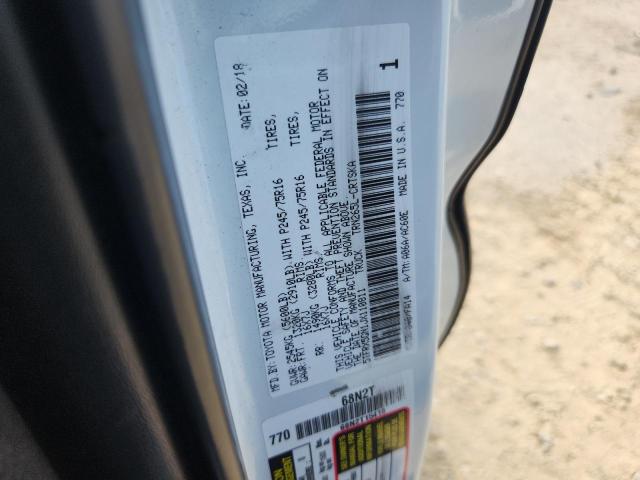 MFD.BY:TOYOTA MOTOR MANUFACTURING, TEXAS, INC. DATE: 02/18
GVWR:2545KG(5600LB)
GAWR:FRT. 1320KG(2910LB) WITH P245/75R16 TIRES,
16X7J RIMS
RR: 1490KG(3280LB) WITH P245/75R16 TIRES,
16X7J RIMS
THIS VEHICLE CONFORMS TO ALL APPLICABLE FEDERAL MOTOR
VEHICLE SAFETY AND THEFT PREVENTION STANDARDS IN EFFECT ON
THE DATE OF MANUFACTURE SHOWN ABOVE.
TRUCK TRN265L-CRTSKA
A/TM: A06A/AC60E MADE IN U.S.A. 770
1
770
68N2T